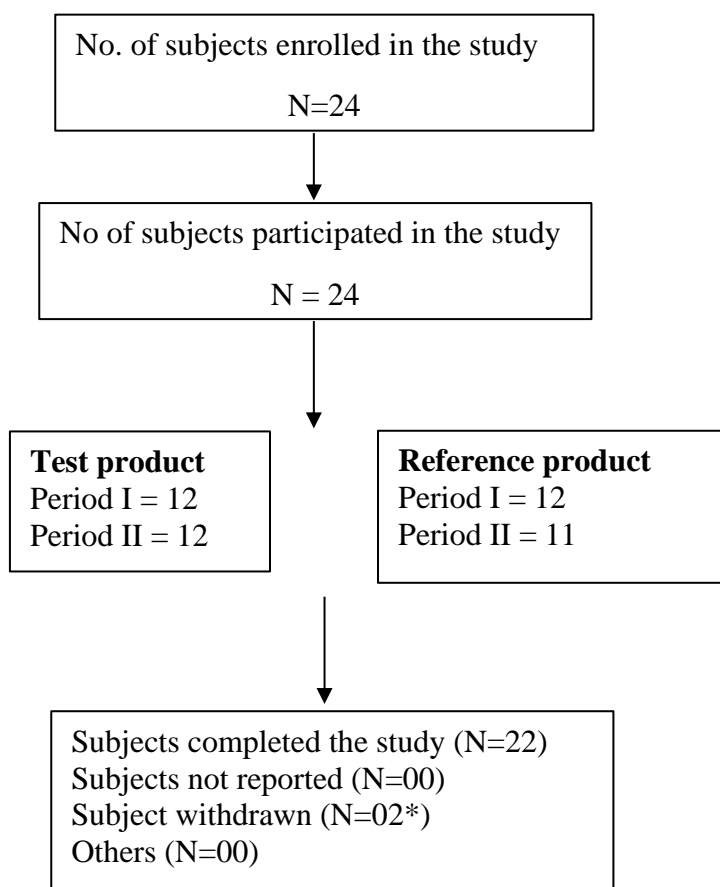 No. of subjects enrolled in the study
N=24
No of subjects participated in the study
N = 24
Test product
Period I = 12
Period II = 12
Reference product
Period I = 12
Period II = 11
Subjects completed the study (N=22)
Subjects not reported (N=00)
Subject withdrawn (N=02*)
Others (N=00)